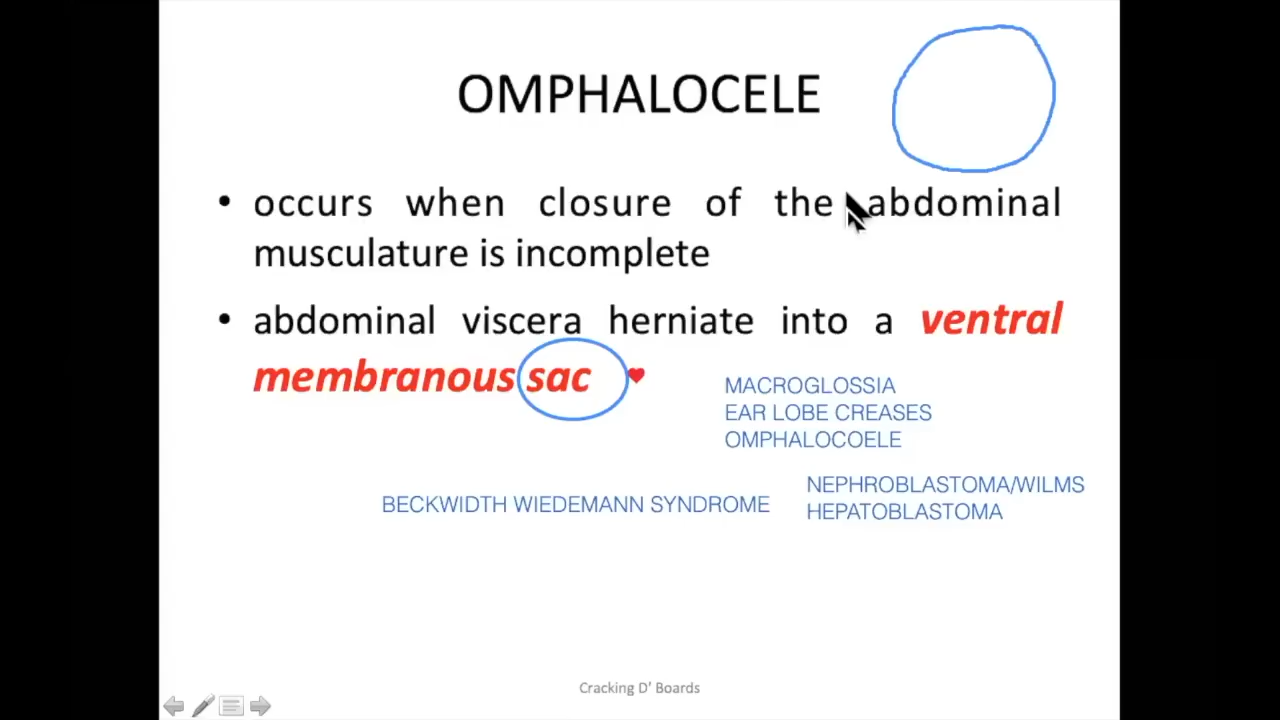 OMPHALOCELE
• occurs when closure of the abdominal
musculature is incomplete
• abdominal viscera herniate into a ventral
membranous sac
MACROGLOSSIA
EAR LOBE CREASES
OMPHALOCOELE
BECKWIDTH WIEDEMANN SYNDROME
NEPHROBLASTOMA/WILMS
HEPATOBLASTOMA
Cracking D' Boards